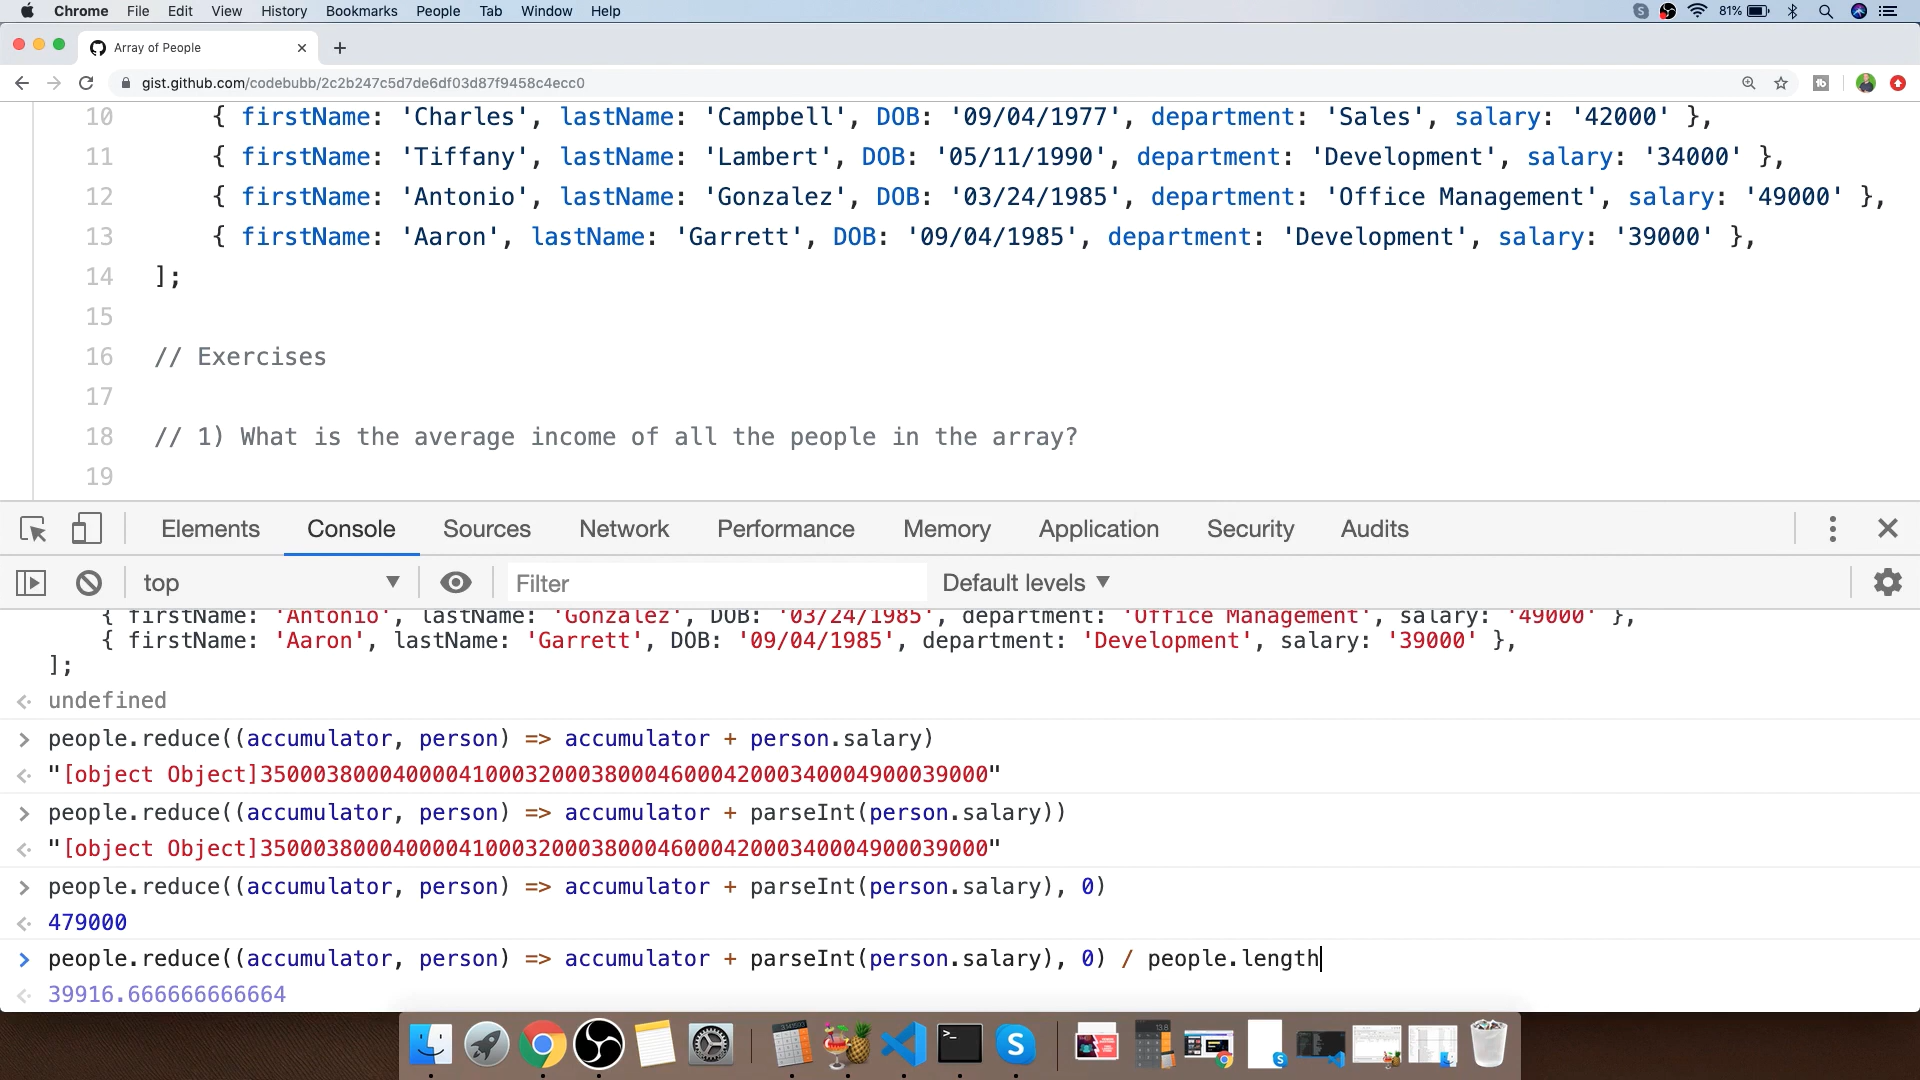 Chrome File Edit View History Bookmarks People Tab Window Help 81%
Array of People
gist.github.com/codebubb/2c2b247c5d7de6df03d87f9458c4ecc0
10 { firstName: 'Charles', lastName: 'Campbell', DOB: '09/04/1977', department: 'Sales', salary: '42000' },
11 { firstName: 'Tiffany', lastName: 'Lambert', DOB: '05/11/1990', department: 'Development', salary: '34000' },
12 { firstName: 'Antonio', lastName: 'Gonzalez', DOB: '03/24/1985', department: 'Office Management', salary: '49000' },
13 { firstName: 'Aaron', lastName: 'Garrett', DOB: '09/04/1985', department: 'Development', salary: '39000' },
14 ];
15
16 // Exercises
17
18 // 1) What is the average income of all the people in the array?
19
Elements Console Sources Network Performance Memory Application Security Audits
top Filter Default levels
{ firstName: 'Antonio', lastName: 'Gonzalez', DOB: '03/24/1985', department: 'Office Management', salary: '49000' },
{ firstName: 'Aaron', lastName: 'Garrett', DOB: '09/04/1985', department: 'Development', salary: '39000' },
];
undefined
people.reduce((accumulator, person) => accumulator + person.salary)
"[object Object]3500038000400004100032000380004600042000340004900039000"
people.reduce((accumulator, person) => accumulator + parseInt(person.salary))
"[object Object]3500038000400004100032000380004600042000340004900039000"
people.reduce((accumulator, person) => accumulator + parseInt(person.salary), 0)
479000
people.reduce((accumulator, person) => accumulator + parseInt(person.salary), 0) / people.length
39916.666666666664